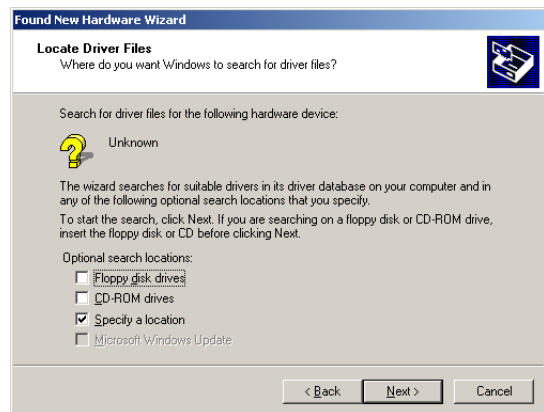 Found New Hardware Wizard
Locate Driver Files
Where do you want Windows to search for driver files?
Search for driver files for the following hardware device:
Unknown
The wizard searches for suitable drivers in its driver database on your computer and in
any of the following optional search locations that you specify.
To start the search, click Next. If you are searching on a floppy disk or CD-ROM drive,
insert the floppy disk or CD before clicking Next.
Optional search locations:
Floppy disk drives
CD-ROM drives
Specify a location
Microsoft Windows Update
< Back Next > Cancel